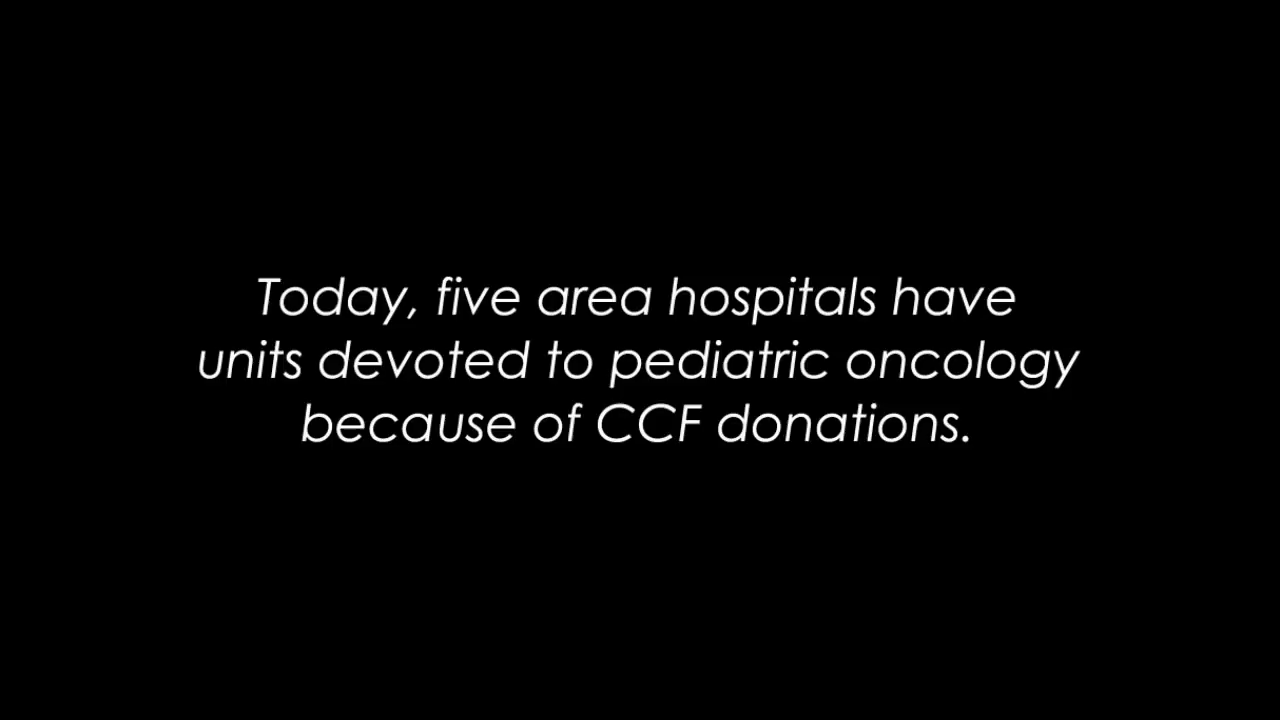 Today, five area hospitals have
units devoted to pediatric oncology
because of CCF donations.